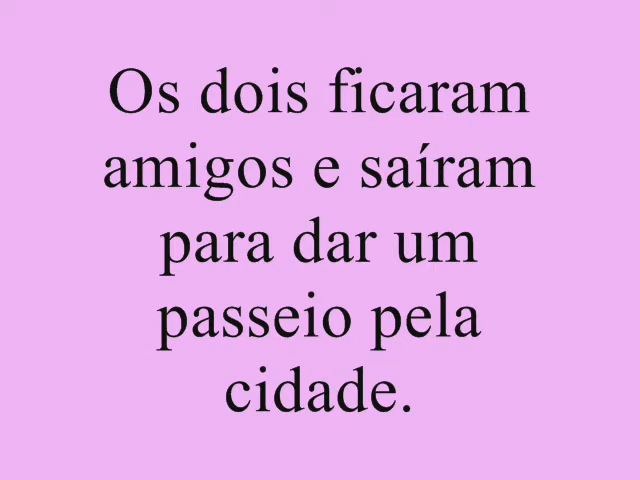 Os dois ficaram
amigos e saíram
para dar um
passeio pela
cidade.